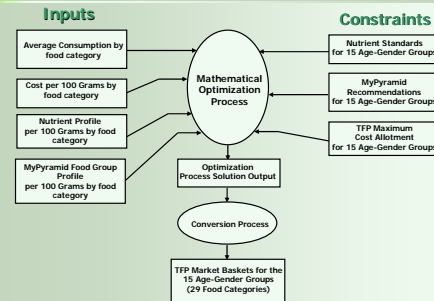 Inputs
Constraints
Average Consumption by
food category
Cost per 100 Grams by
food category
Nutrient Profile
per 100 Grams by food
category
MyPyramid Food Group
Profile
per 100 Grams by food
category
Mathematical
Optimization
Process
Nutrient Standards
for 15 Age-Gender Groups
MyPyramid
Recommendations
for 15 Age-Gender Groups
TFP Maximum
Cost Allotment
for 15 Age-Gender Groups
Optimization
Process Solution Output
Conversion Process
TFP Market Baskets for the
15 Age-Gender Groups
(29 Food Categories)